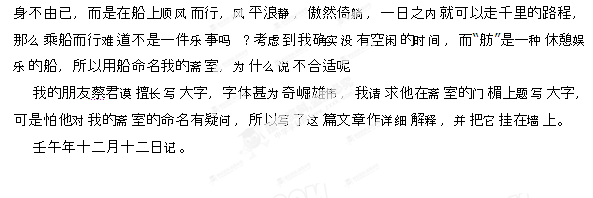 身不由已，而是在船上顺风而行，风平浪静，傲然倚躺，一日之内就可以走千里的路程，
那么乘船而行难道不是一件乐事吗？考虑到我确实没有空闲的时间，而“舫”是一种休憩娱
乐的船，所以用船命名我的斋室，为什么说不合适呢
我的朋友蔡君谟擅长写大字，字体甚为奇崛雄伟，我请求他在斋室的门楣上题写大字，
可是怕他对我的斋室的命名有疑问，所以写了这篇文章作详细解释，并把它挂在墙上。
壬午年十二月十二日记。